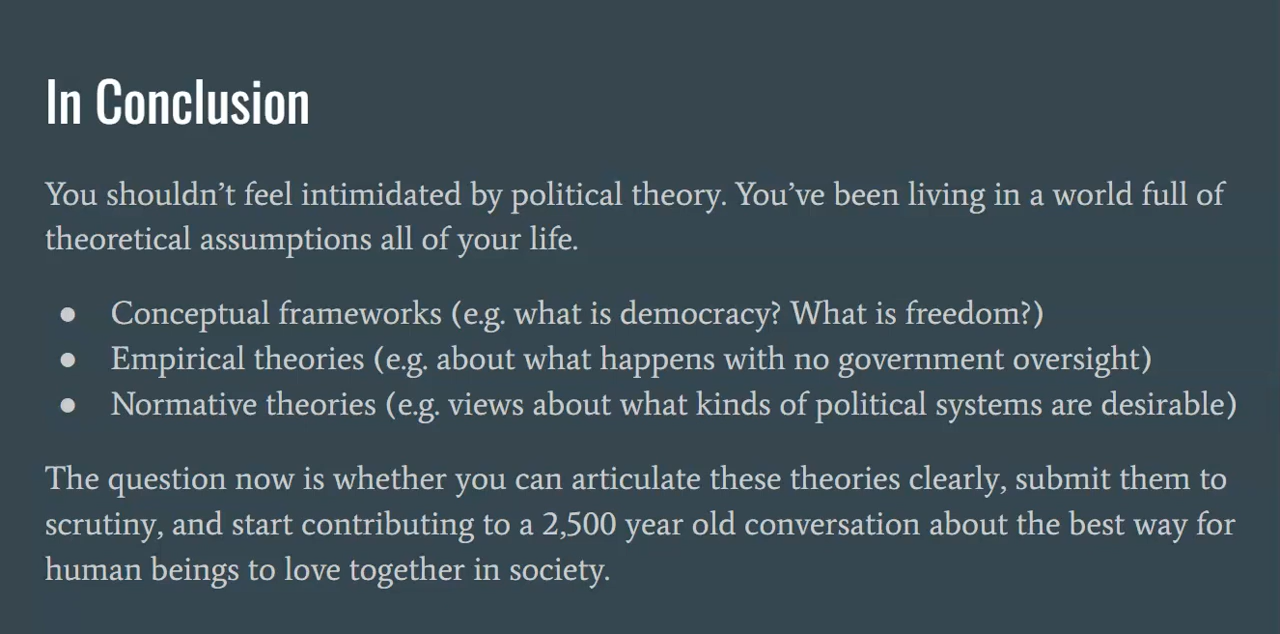 In Conclusion
You shouldn’t feel intimidated by political theory. You’ve been living in a world full of
theoretical assumptions all of your life.
● Conceptual frameworks (e.g. what is democracy? What is freedom?)
● Empirical theories (e.g. about what happens with no government oversight)
● Normative theories (e.g. views about what kinds of political systems are desirable)
The question now is whether you can articulate these theories clearly, submit them to
scrutiny, and start contributing to a 2,500 year old conversation about the best way for
human beings to love together in society.